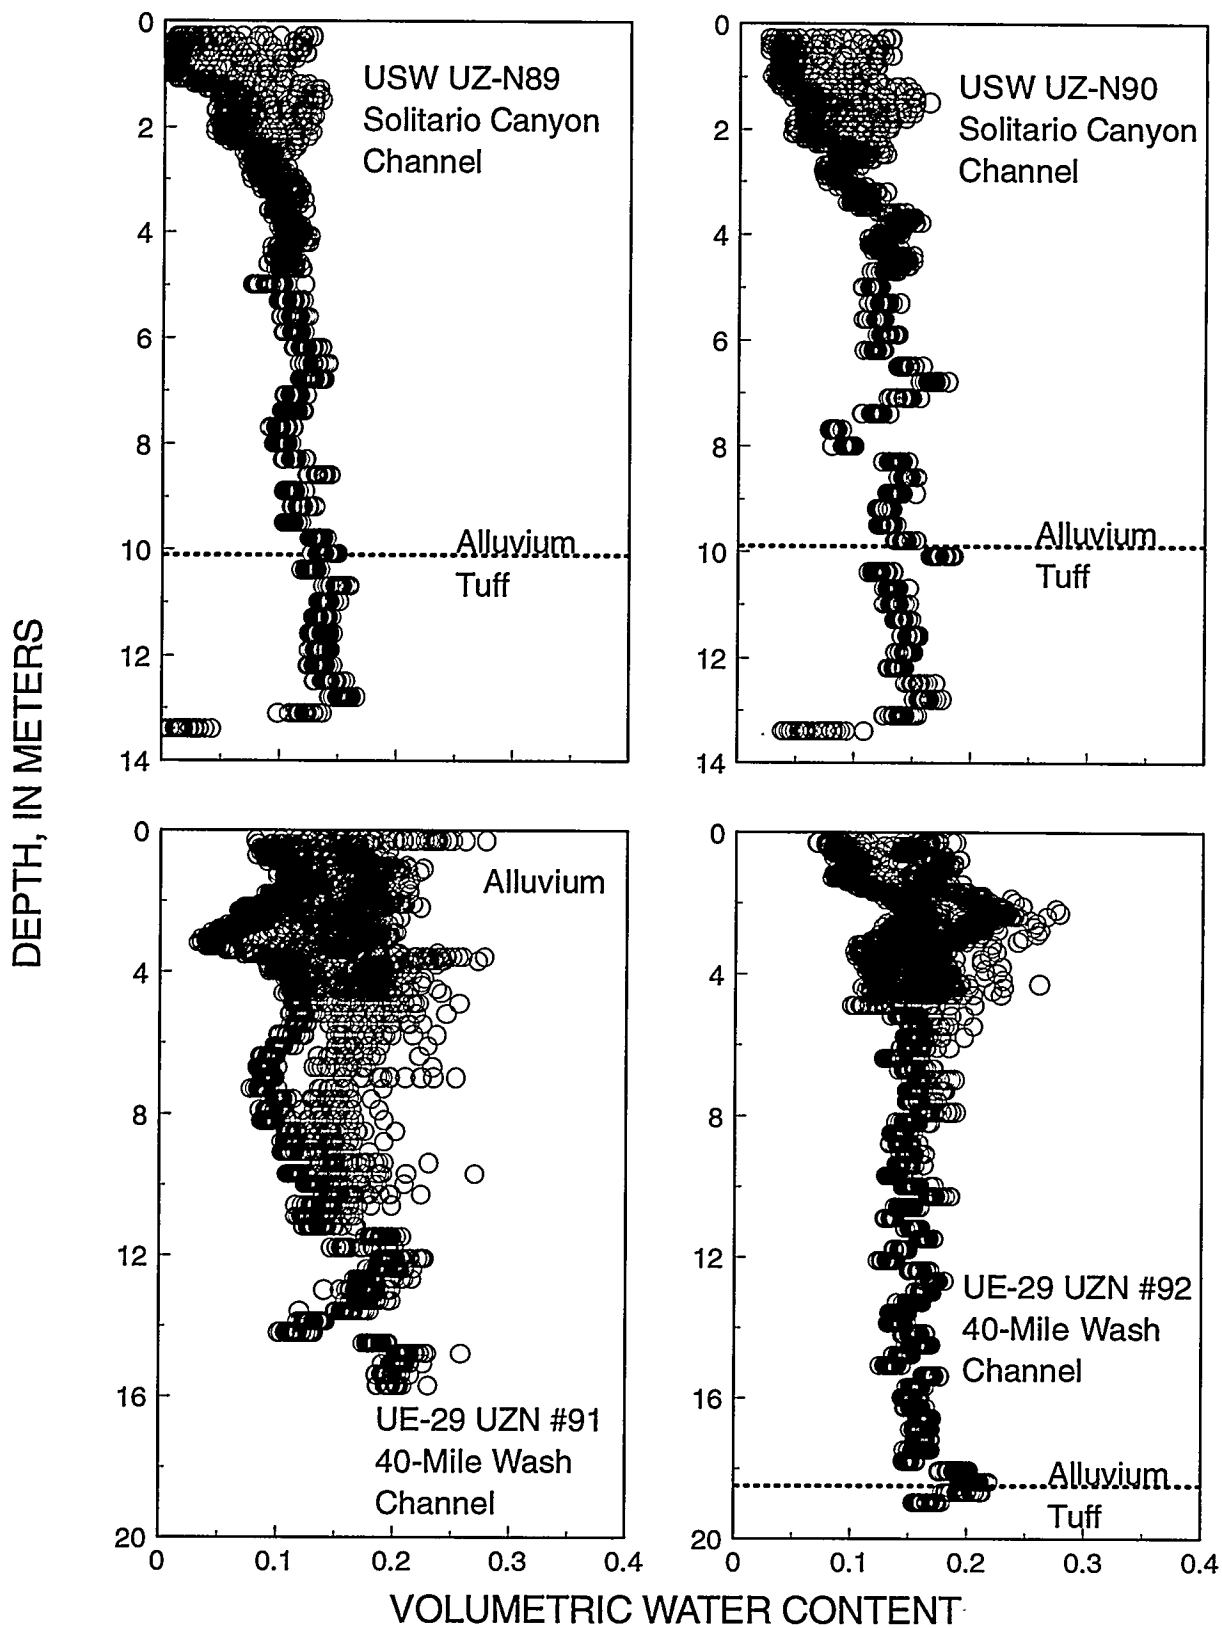 DEPTH, IN METERS
0
2
4
6
8
10
12
14
USW UZ-N89
Solitario Canyon
Channel
Alluvium
Tuff
0
2
4
6
8
10
12
14
USW UZ-N90
Solitario Canyon
Channel
Alluvium
Tuff
0
4
8
12
16
20
Alluvium
UE-29 UZN #91
40-Mile Wash
Channel
0
0.1
0.2
0.3
0.4
0
4
8
12
16
20
UE-29 UZN #92
40-Mile Wash
Channel
Alluvium
Tuff
0
0.1
0.2
0.3
0.4
VOLUMETRIC WATER CONTENT